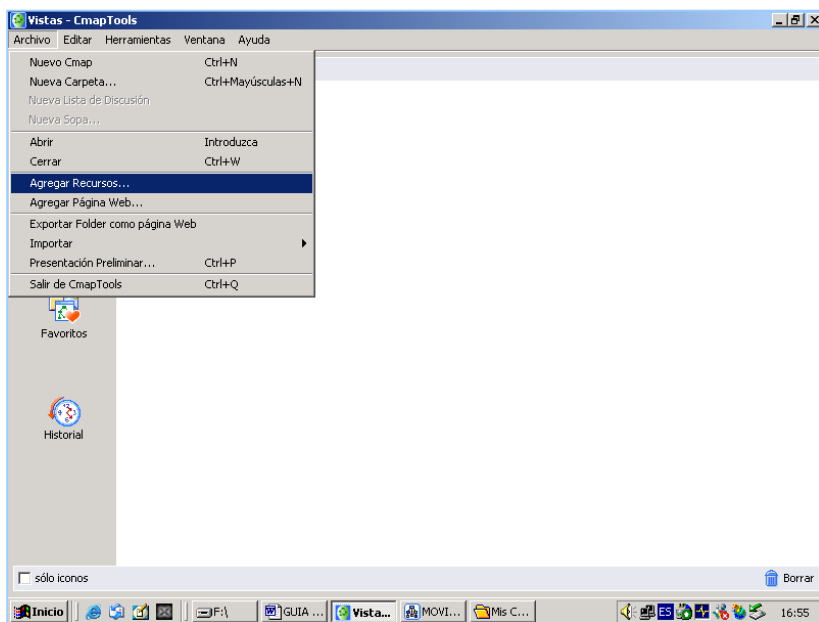 Vistas - CmapTools
Archivo Editar Herramientas Ventana Ayuda
Nuevo Cmap Ctrl+N
Nueva Carpeta... Ctrl+Mayúsculas+N
Nueva Lista de Discusión
Nueva Sopa...
Abrir Introduzca
Cerrar Ctrl+W
Agregar Recursos...
Agregar Página Web...
Exportar Folder como página Web
Importar
Presentación Preliminar... Ctrl+P
Salir de CmapTools Ctrl+Q
Favoritos
Historial
sólo iconos
Borrar
Inicio F:\ GUIA ... Vista... MOVI... Mis C... ES 16:55